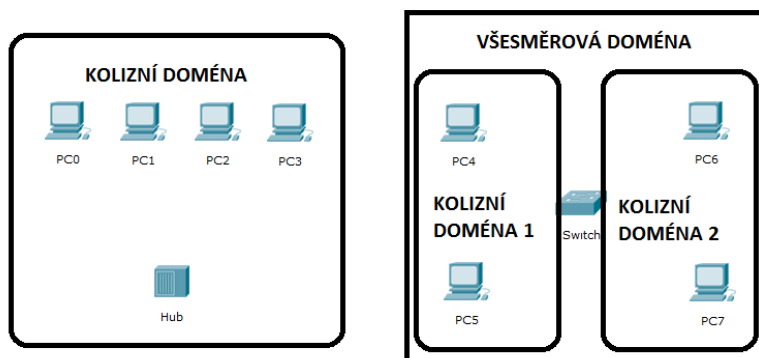 KOLIZNÍ DOMÉNA
PC0
PC1
PC2
PC3
Hub
VŠESMĚROVÁ DOMÉNA
PC4
PC6
KOLIZNÍ
DOMÉNA 1
Switch
KOLIZNÍ
DOMÉNA 2
PC5
PC7